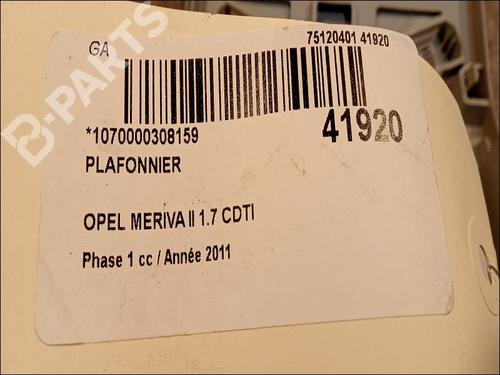 GA 75120401 41920
*1070000308159 41920
PLAFONNIER
OPEL MERIVA II 1.7 CDTI
Phase 1 cc / Année 2011
B-PARTS